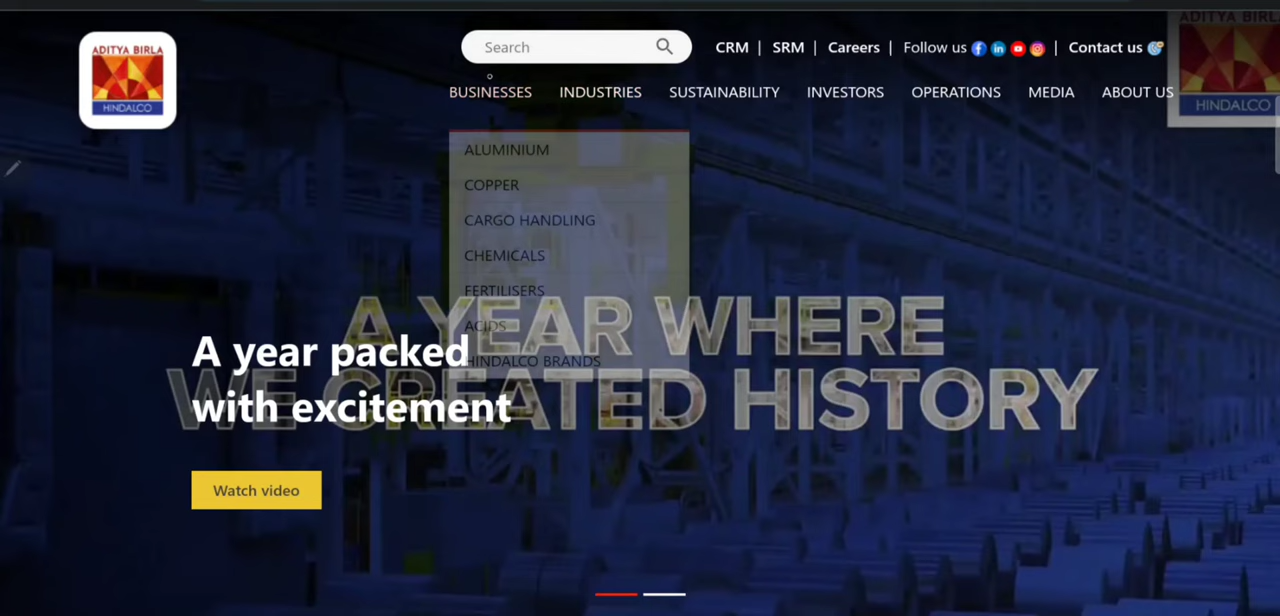 ADITYA BIRLA
HINDALCO
Search
CRM | SRM | Careers | Follow us | Contact us
ADITYA BIRL
HINDALCO
BUSINESSES INDUSTRIES SUSTAINABILITY INVESTORS OPERATIONS MEDIA ABOUT US
ALUMINIUM
COPPER
CARGO HANDLING
CHEMICALS
FERTILISERS
ACIDS
HINDALCO BRANDS
A YEAR WHERE
WE CREATED HISTORY
A year packed
with excitement
Watch video